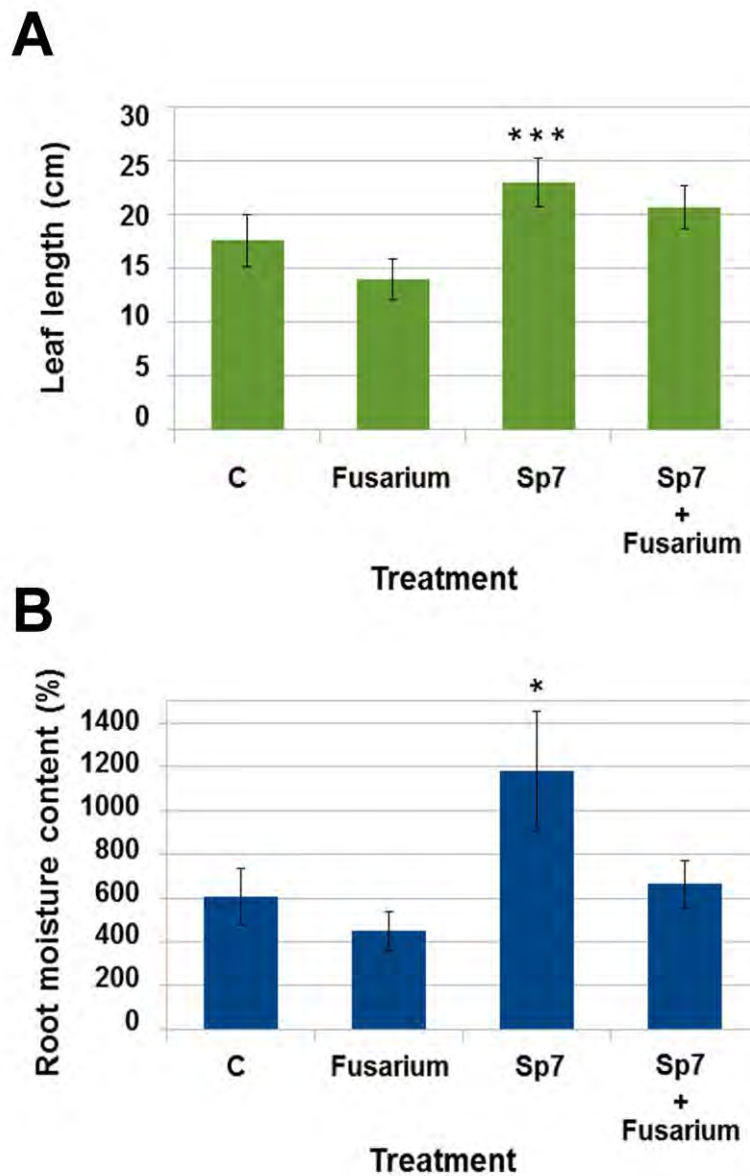 A
Leaf length (cm)
30
25
20
15
10
5
0
***
C
Fusarium
Sp7
Sp7
+
Fusarium
Treatment
B
Root moisture content (%)
1400
1200
1000
800
600
400
200
0
*
C
Fusarium
Sp7
Sp7
+
Fusarium
Treatment